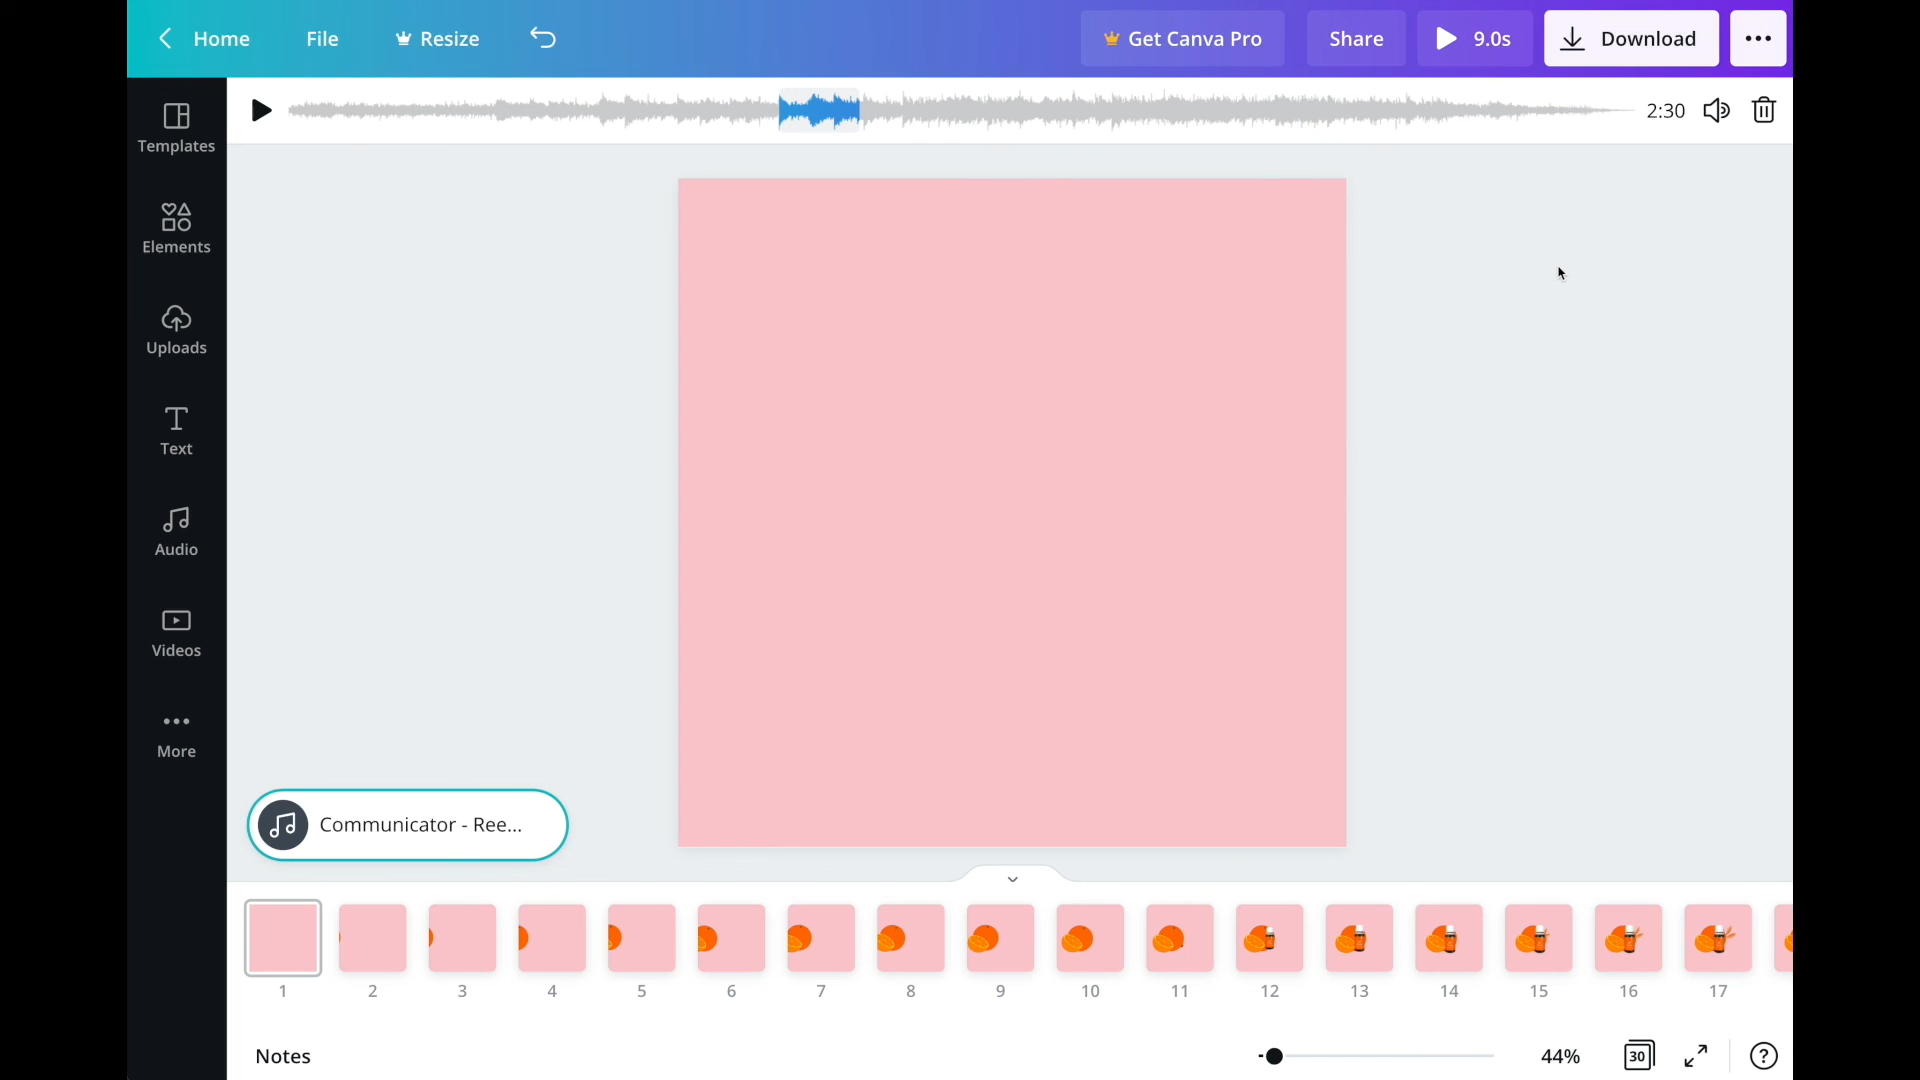 Home
File
Resize
Get Canva Pro
Share
9.0s
Download
Templates
Elements
Uploads
Text
Audio
Videos
More
2:30
Communicator - Ree...
1
2
3
4
5
6
7
8
9
10
11
12
13
14
15
16
17
Notes
44%
30
?